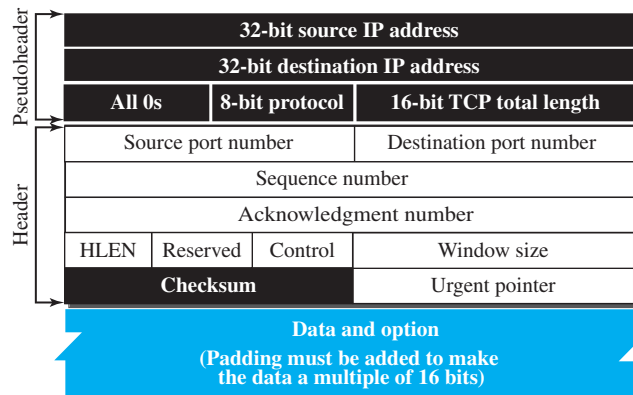 Pseudoheader
32-bit source IP address
32-bit destination IP address
All 0s 8-bit protocol 16-bit TCP total length
Header
Source port number Destination port number
Sequence number
Acknowledgment number
HLEN Reserved Control Window size
Checksum Urgent pointer
Data and option
(Padding must be added to make
the data a multiple of 16 bits)